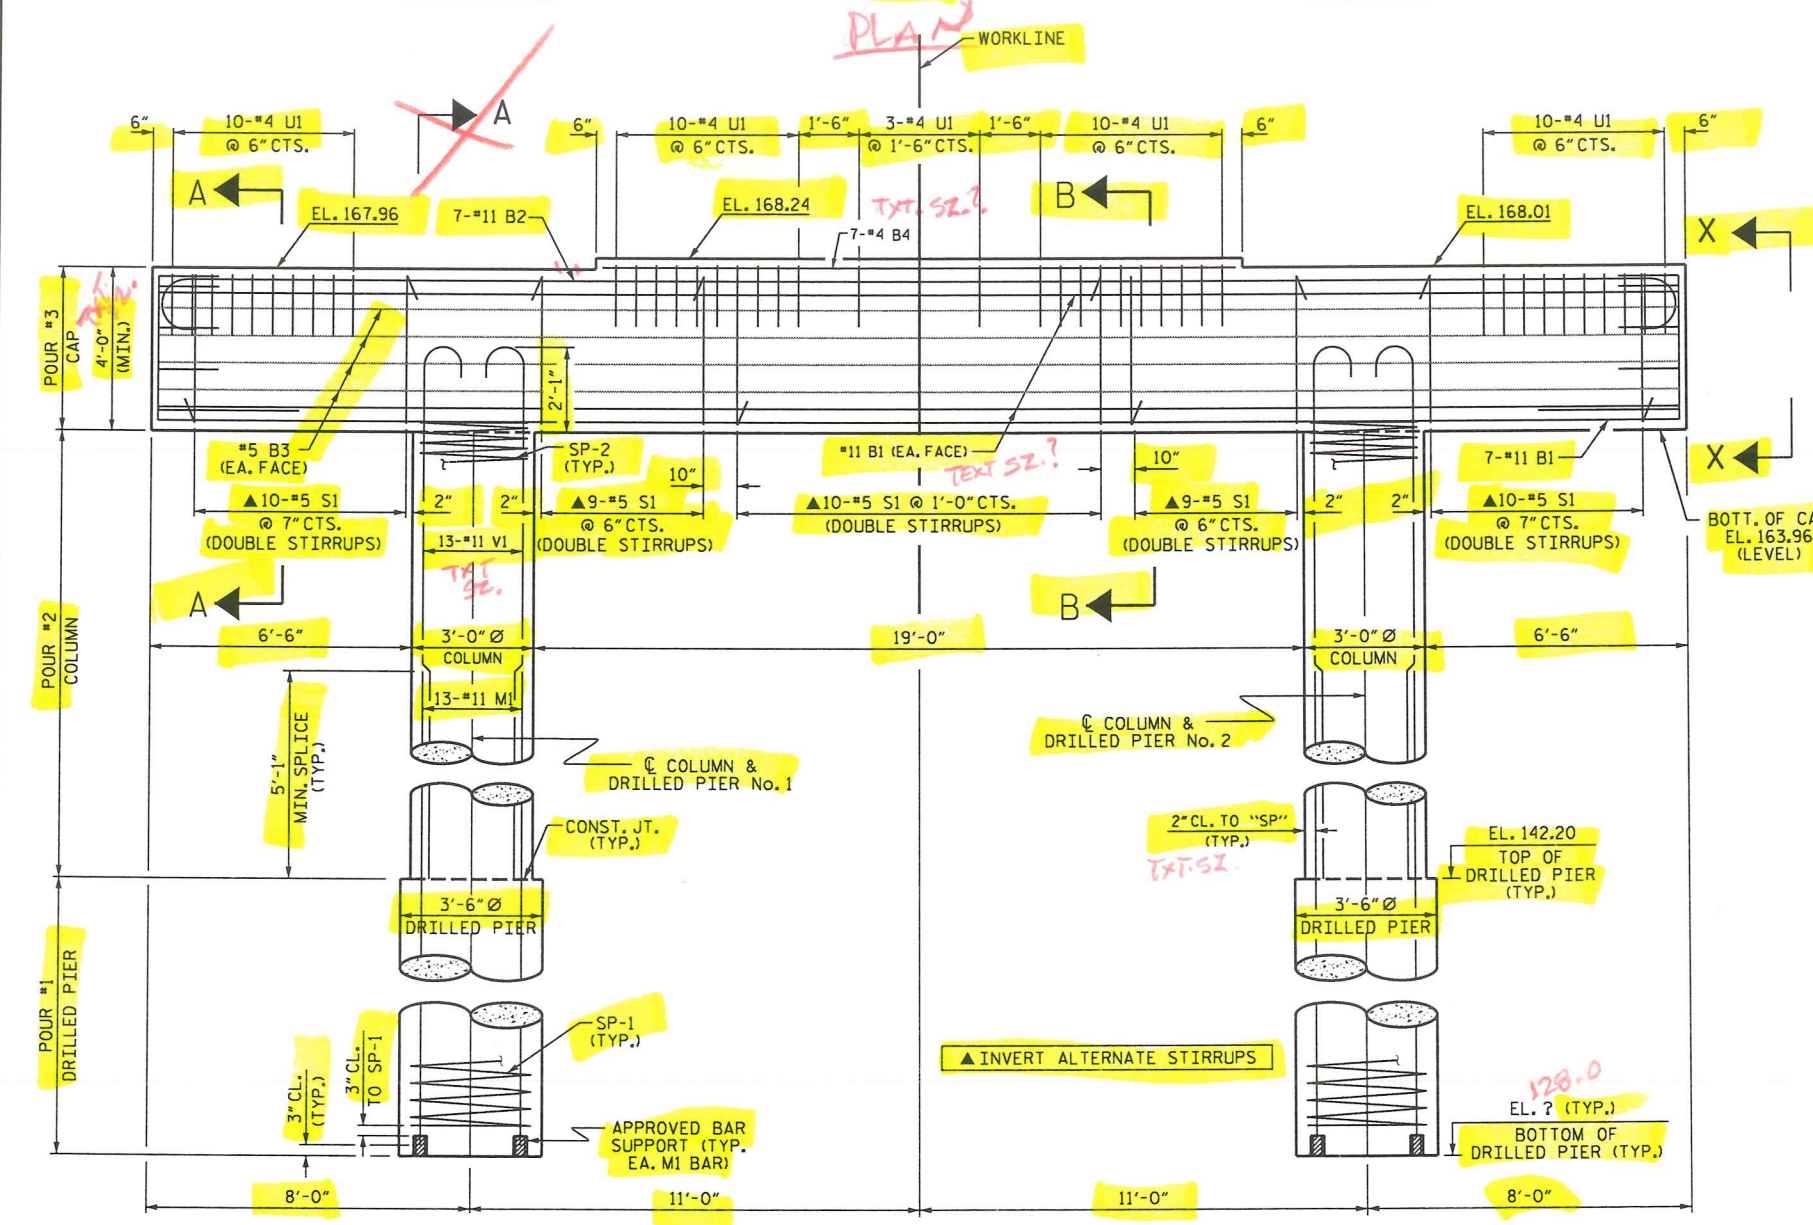 PLAN
WORKLINE
A
6" 10-#4 U1 @ 6"CTS.
6" 10-#4 U1 @ 6"CTS.
1'-6" 3-#4 U1 @ 1'-6"CTS. 1'-6"
10-#4 U1 @ 6"CTS. 6"
10-#4 U1 @ 6"CTS. 6"
A
B
EL. 167.96
7-#11 B2
EL. 168.24
TXT. SZ.?
7-#4 B4
EL. 168.01
X
POUR #3
CAP
4'-0"
(MIN.)
2'-1"
#5 B3
(EA. FACE)
SP-2
(TYP.)
#11 B1 (EA. FACE)
TEXT SZ.?
7-#11 B1
X
10"
10"
▲10-#5 S1
@ 7"CTS.
(DOUBLE STIRRUPS)
2" 2"
▲9-#5 S1
@ 6"CTS.
(DOUBLE STIRRUPS)
▲10-#5 S1 @ 1'-0"CTS.
(DOUBLE STIRRUPS)
▲9-#5 S1
@ 6"CTS.
(DOUBLE STIRRUPS)
2" 2"
▲10-#5 S1
@ 7"CTS.
(DOUBLE STIRRUPS)
BOTT. OF CA
EL. 163.96
(LEVEL)
13-#11 V1
TXT
SZ.
A
B
POUR #2
COLUMN
6'-6"
3'-0" Ø
COLUMN
19'-0"
3'-0" Ø
COLUMN
6'-6"
13-#11 M1
5'-1"
MIN. SPLICE
(TYP.)
℄ COLUMN &
DRILLED PIER No. 1
℄ COLUMN &
DRILLED PIER No. 2
CONST. JT.
(TYP.)
2"CL. TO "SP"
(TYP.)
TXT. SZ.
EL. 142.20
TOP OF
DRILLED PIER
(TYP.)
3'-6" Ø
DRILLED PIER
3'-6" Ø
DRILLED PIER
POUR #1
DRILLED PIER
SP-1
(TYP.)
3"CL.
(TYP.)
3"CL.
TO SP-1
▲ INVERT ALTERNATE STIRRUPS
APPROVED BAR
SUPPORT (TYP.
EA. M1 BAR)
128.0
EL. ? (TYP.)
BOTTOM OF
DRILLED PIER (TYP.)
8'-0" 11'-0" 11'-0" 8'-0"